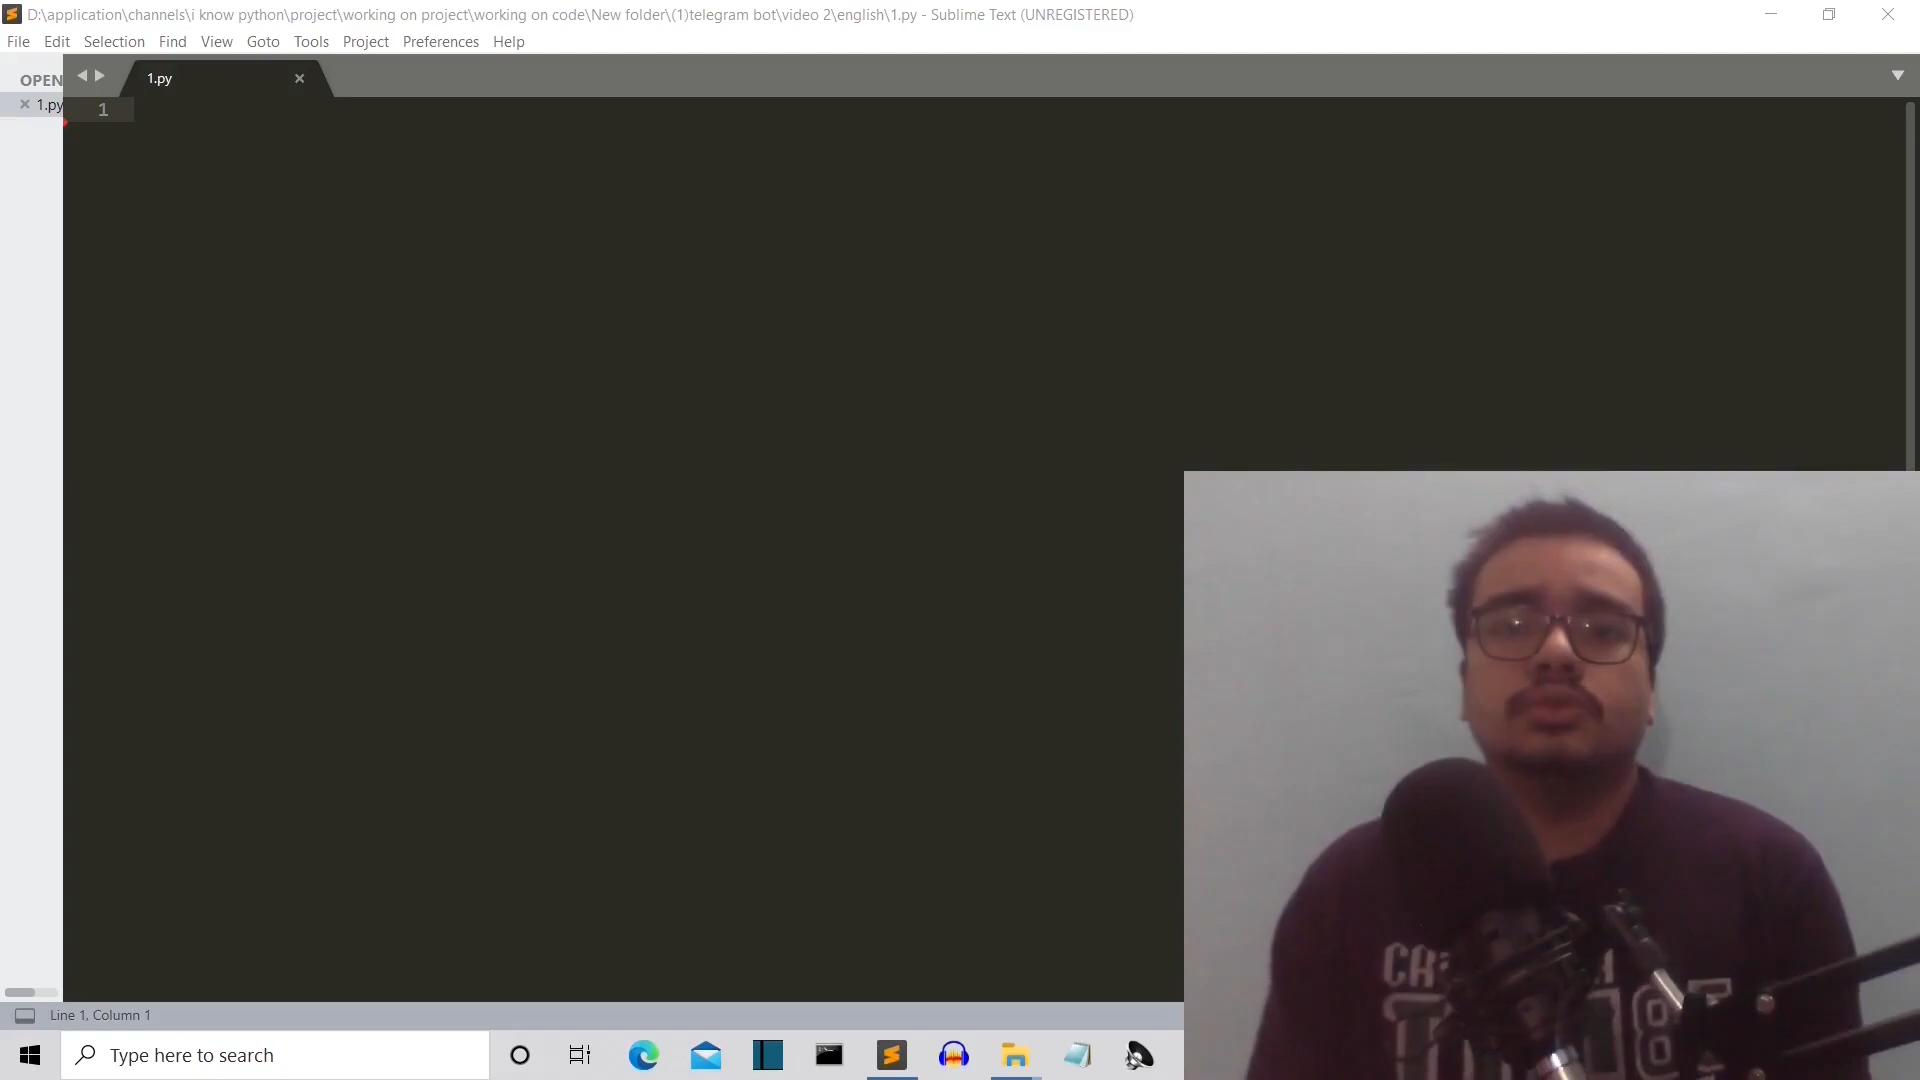 D:\application\channels\i know python\project\working on project\working on code\New folder\(1)telegram bot\video 2\english\1.py - Sublime Text (UNREGISTERED)
File Edit Selection Find View Goto Tools Project Preferences Help
OPEN
1.py
1.py
1
Line 1, Column 1
Type here to search